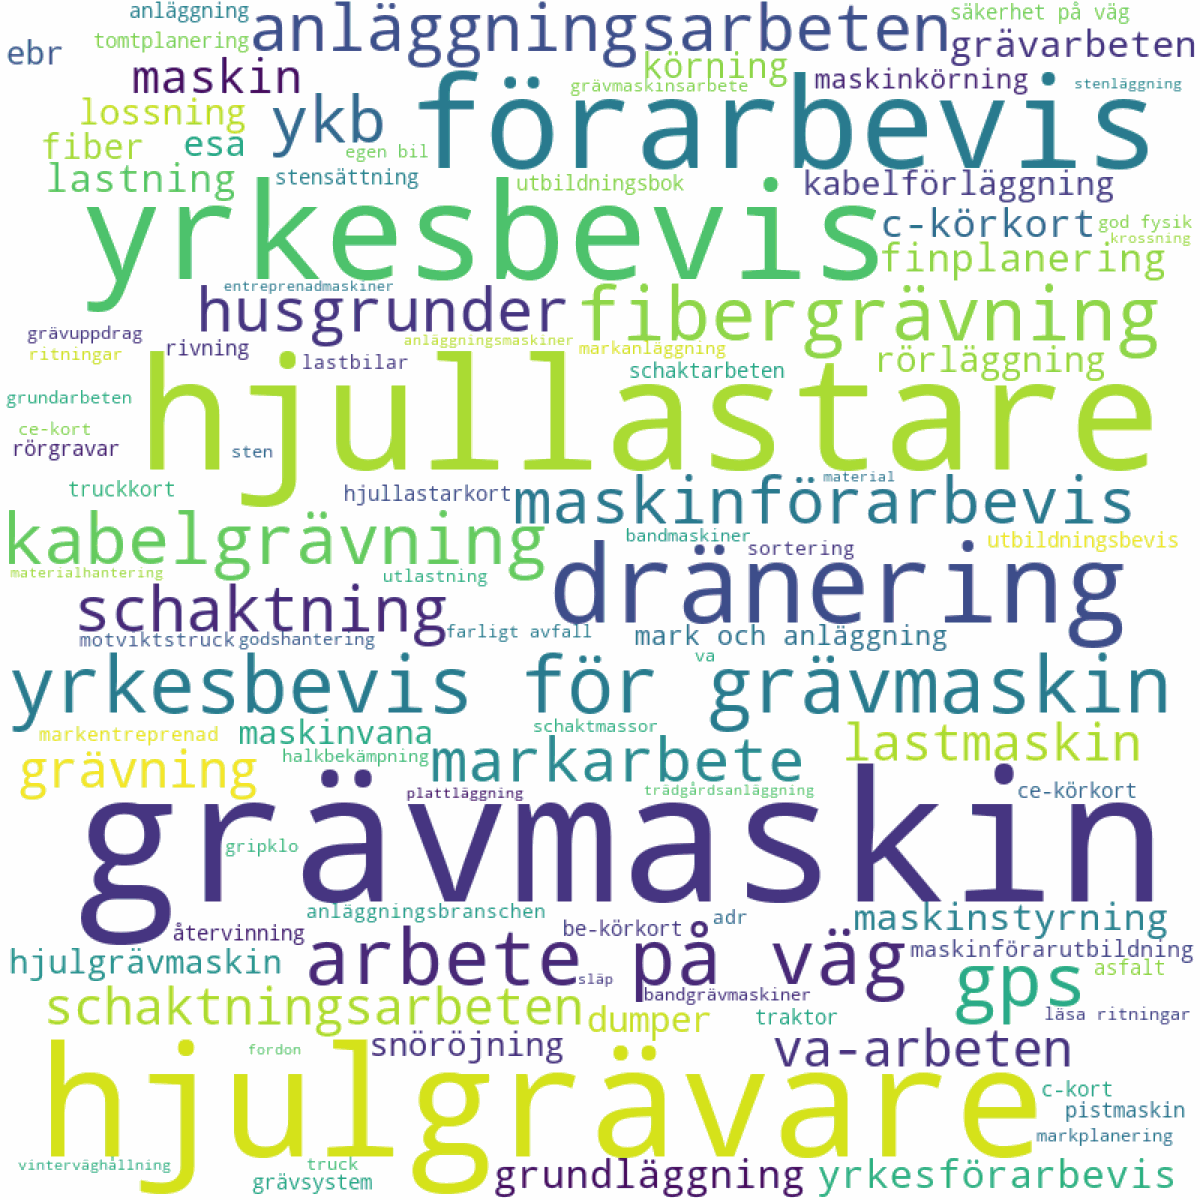 anläggning
säkerhet på väg
ebr
tomtplanering
anläggningsarbeten
grävarbeten
maskin
körning
grävmaskinsarbete
maskinkörning
stenläggning
lossning
ykb
förarbevis
fiber
esa
egen bil
lastning
stensättning
utbildningsbok
kabelförläggning
yrkesbevis
c-körkort
god fysik
krossning
finplanering
entreprenadmaskiner
husgrunder
fibergrävning
grävuppdrag
ritningar
rivning
lastbilar
anläggningsmaskiner
markanläggning
rörläggning
schaktarbeten
grundarbeten
hjullastare
ce-kort
rörgravar
sten
truckkort
hjullastarkort
material
maskinförarbevis
kabelgrävning
bandmaskiner
sortering
utbildningsbevis
materialhantering
utlastning
dränering
schaktning
motviktstruck
godshantering
farligt avfall
mark och anläggning
va
yrkesbevis för grävmaskin
markentreprenad
maskinvana
schaktmassor
lastmaskin
grävning
halkbekämpning
markarbete
plattläggning
trädgårdsanläggning
ce-körkort
grävmaskin
gripklo
anläggningsbranschen
återvinning
be-körkort
adr
maskinstyrning
hjulgrävmaskin
arbete på väg
maskinförarutbildning
släp
bandgrävmaskiner
gps
asfalt
schaktningsarbeten
dumper
traktor
läsa ritningar
fordon
snöröjning
va-arbeten
hjulgrävare
c-kort
pistmaskin
markplanering
vinterväghållning
truck
grävsystem
grundläggning
yrkesförarbevis